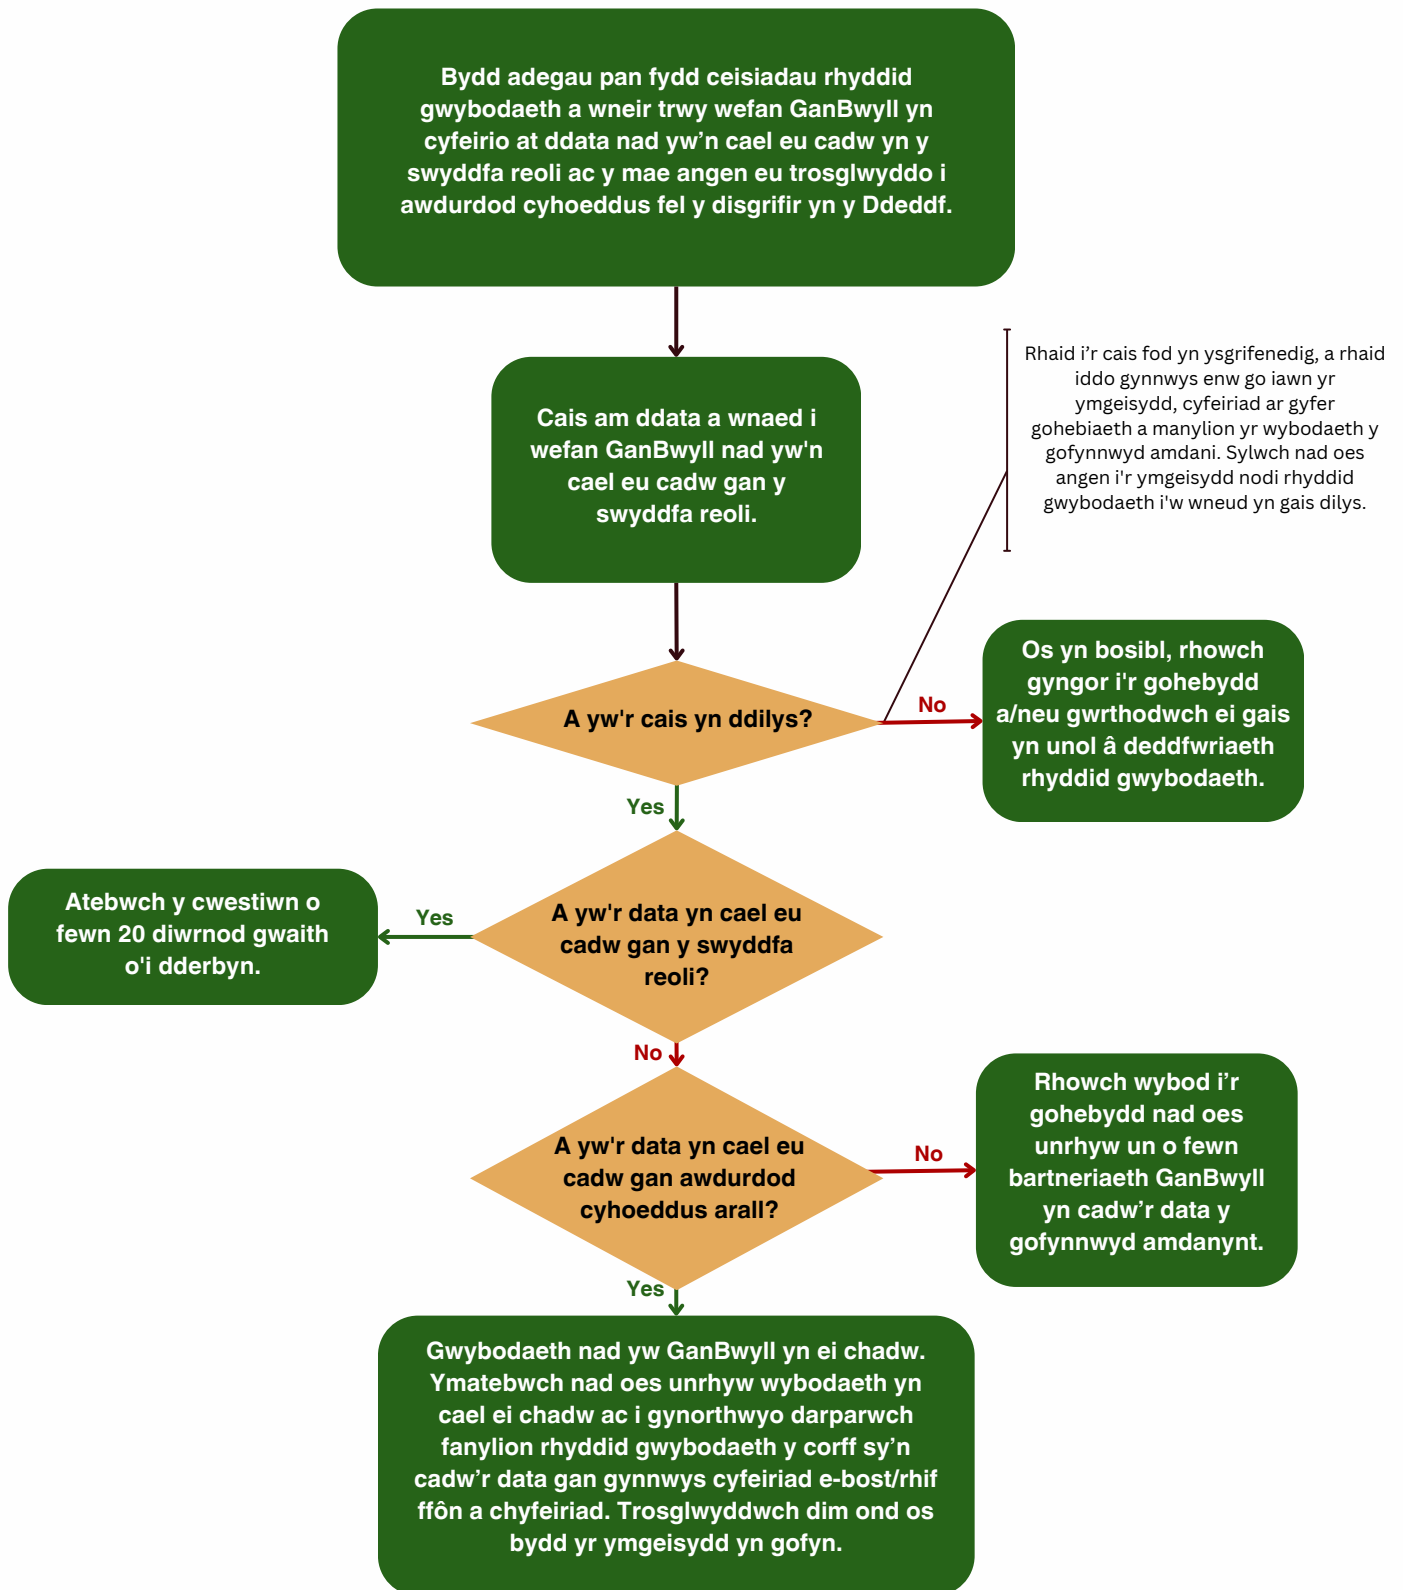 Bydd adegau pan fydd ceisiadau rhyddid
gwybodaeth a wneir trwy wefan GanBwyll yn
cyfeirio at ddata nad yw’n cael eu cadw yn y
swyddfa reoli ac y mae angen eu trosglwyddo i
awdurdod cyhoeddus fel y disgrifir yn y Ddeddf.
Cais am ddata a wnaed i
wefan GanBwyll nad yw'n
cael eu cadw gan y
swyddfa reoli.
Rhaid i’r cais fod yn ysgrifenedig, a rhaid
iddo gynnwys enw go iawn yr
ymgeisydd, cyfeiriad ar gyfer
gohebiaeth a manylion yr wybodaeth y
gofynnwyd amdani. Sylwch nad oes
angen i'r ymgeisydd nodi rhyddid
gwybodaeth i'w wneud yn gais dilys.
A yw'r cais yn ddilys?
No
Os yn bosibl, rhowch
gyngor i'r gohebydd
a/neu gwrthodwch ei gais
yn unol â deddfwriaeth
rhyddid gwybodaeth.
Yes
A yw'r data yn cael eu
cadw gan y swyddfa
reoli?
Yes
Atebwch y cwestiwn o
fewn 20 diwrnod gwaith
o'i dderbyn.
No
A yw'r data yn cael eu
cadw gan awdurdod
cyhoeddus arall?
No
Rhowch wybod i’r
gohebydd nad oes
unrhyw un o fewn
bartneriaeth GanBwyll
yn cadw’r data y
gofynnwyd amdanynt.
Yes
Gwybodaeth nad yw GanBwyll yn ei chadw.
Ymatebwch nad oes unrhyw wybodaeth yn
cael ei chadw ac i gynorthwyo darparwch
fanylion rhyddid gwybodaeth y corff sy’n
cadw’r data gan gynnwys cyfeiriad e-bost/rhif
ffôn a chyfeiriad. Trosglwyddwch dim ond os
bydd yr ymgeisydd yn gofyn.